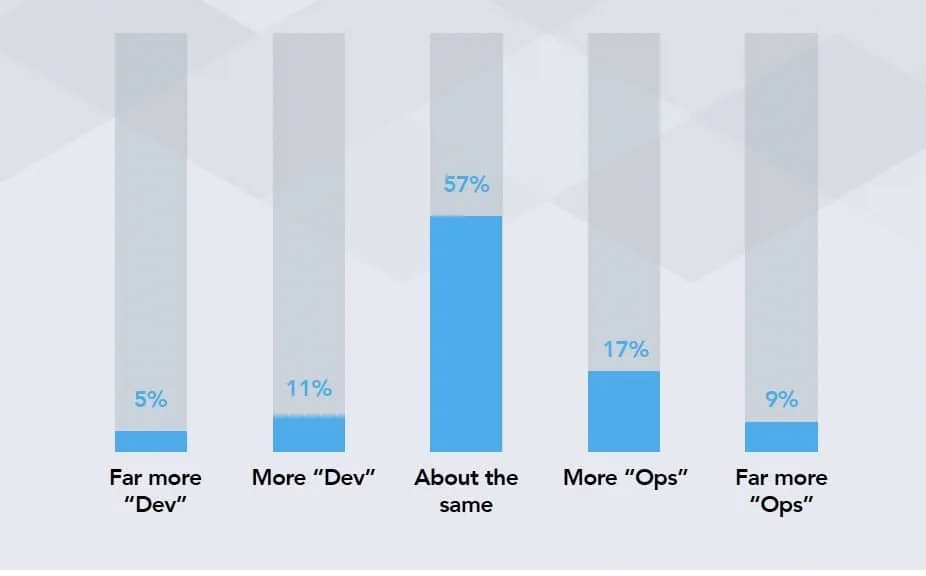 57%
17%
11%
5%
9%
Far more
“Dev”
More “Dev”
About the
same
More “Ops”
Far more
“Ops”